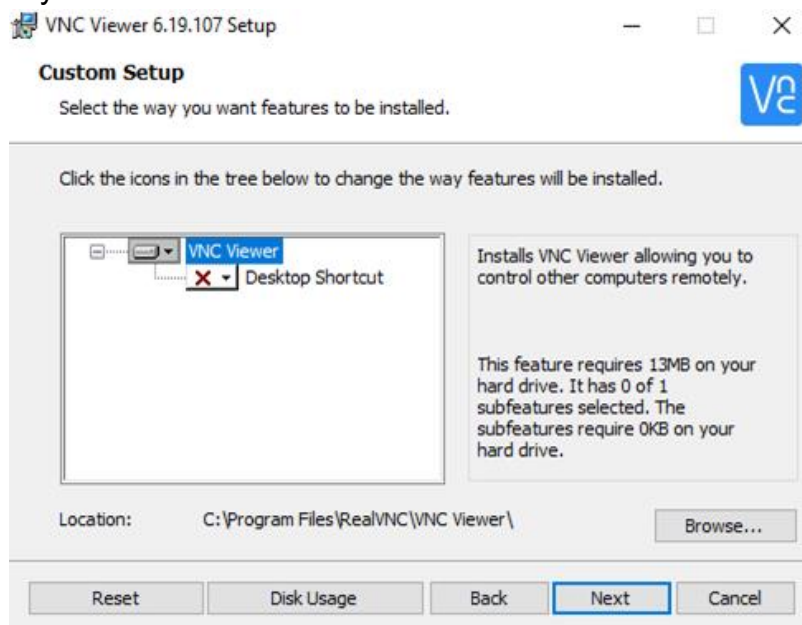 VNC Viewer 6.19.107 Setup
Custom Setup
Select the way you want features to be installed.
Click the icons in the tree below to change the way features will be installed.
VNC Viewer
Desktop Shortcut
Installs VNC Viewer allowing you to
control other computers remotely.
This feature requires 13MB on your
hard drive. It has 0 of 1
subfeatures selected. The
subfeatures require 0KB on your
hard drive.
Location: C:\Program Files\RealVNC\VNC Viewer\
Browse...
Reset Disk Usage Back Next Cancel